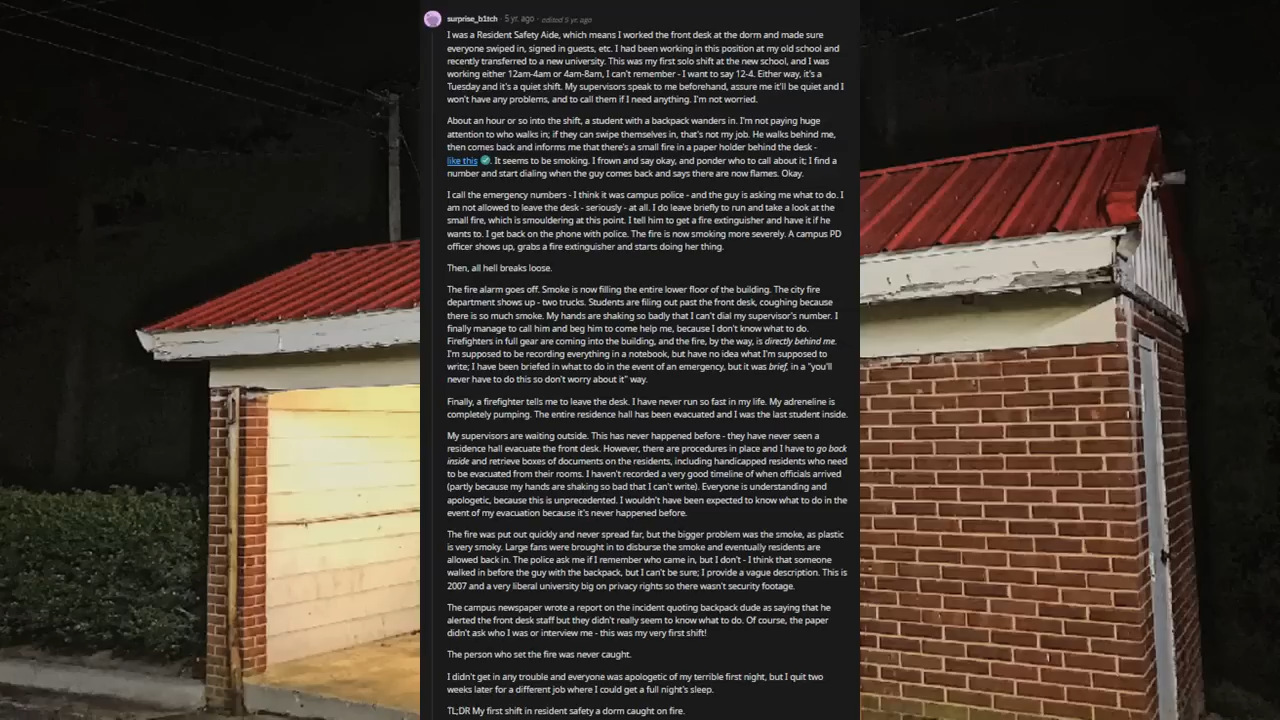 surprise_b1tch · 5 yr. ago · edited 5 yr. ago
I was a Resident Safety Aide, which means I worked the front desk at the dorm and made sure
everyone swiped in, signed in guests, etc. I had been working in this position at my old school and
recently transferred to a new university. This was my first solo shift at the new school, and I was
working either 12am-4am or 4am-8am, I can't remember - I want to say 12-4. Either way, it's a
Tuesday and it's a quiet shift. My supervisors speak to me beforehand, assure me it'll be quiet and I
won't have any problems, and to call them if I need anything. I'm not worried.
About an hour or so into the shift, a student with a backpack wanders in. I'm not paying huge
attention to who walks in; if they can swipe themselves in, that's not my job. He walks behind me,
then comes back and informs me that there's a small fire in a paper holder behind the desk -
like this. It seems to be smoking. I frown and say okay, and ponder who to call about it; I find a
number and start dialing when the guy comes back and says there are now flames. Okay.
I call the emergency numbers - I think it was campus police - and the guy is asking me what to do. I
am not allowed to leave the desk - seriously - at all. I do leave briefly to run and take a look at the
small fire, which is smouldering at this point. I tell him to get a fire extinguisher and have it if he
wants to. I get back on the phone with police. The fire is now smoking more severely. A campus PD
officer shows up, grabs a fire extinguisher and starts doing her thing.
Then, all hell breaks loose.
The fire alarm goes off. Smoke is now filling the entire lower floor of the building. The city fire
department shows up - two trucks. Students are filing out past the front desk, coughing because
there is so much smoke. My hands are shaking so badly that I can't dial my supervisor's number. I
finally manage to call him and beg him to come help me, because I don't know what to do.
Firefighters in full gear are coming into the building, and the fire, by the way, is directly behind me.
I'm supposed to be recording everything in a notebook, but have no idea what I'm supposed to
write; I have been briefed in what to do in the event of an emergency, but it was brief, in a "you'll
never have to do this so don't worry about it" way.
Finally, a firefighter tells me to leave the desk. I have never run so fast in my life. My adreneline is
completely pumping. The entire residence hall has been evacuated and I was the last student inside.
My supervisors are waiting outside. This has never happened before - they have never seen a
residence hall evacuate the front desk. However, there are procedures in place and I have to go back
inside and retrieve boxes of documents on the residents, including handicapped residents who need
to be evacuated from their rooms. I haven't recorded a very good timeline of when officials arrived
(partly because my hands are shaking so bad that I can't write). Everyone is understanding and
apologetic, because this is unprecedented. I wouldn't have been expected to know what to do in the
event of my evacuation because it's never happened before.
The fire was put out quickly and never spread far, but the bigger problem was the smoke, as plastic
is very smoky. Large fans were brought in to disburse the smoke and eventually residents are
allowed back in. The police ask me if I remember who came in, but I don't - I think that someone
walked in before the guy with the backpack, but I can't be sure; I provide a vague description. This is
2007 and a very liberal university big on privacy rights so there wasn't security footage.
The campus newspaper wrote a report on the incident quoting backpack dude as saying that he
alerted the front desk staff but they didn't really seem to know what to do. Of course, the paper
didn't ask who I was or interview me - this was my very first shift!
The person who set the fire was never caught.
I didn't get in any trouble and everyone was apologetic of my terrible first night, but I quit two
weeks later for a different job where I could get a full night's sleep.
TL;DR My first shift in resident safety a dorm caught on fire.